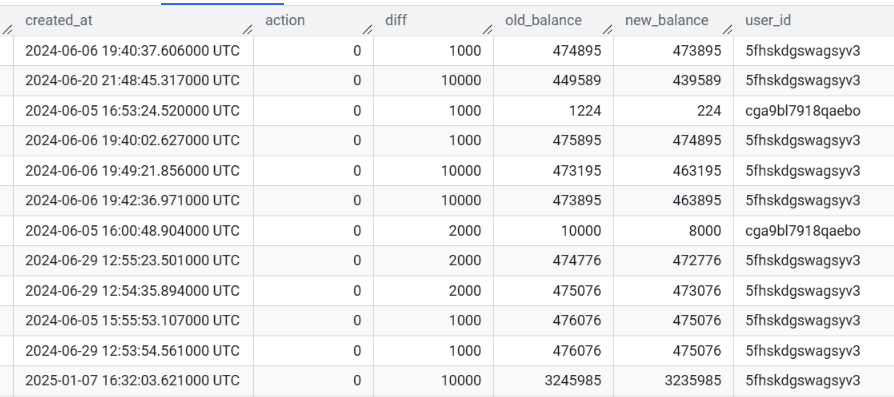 created_at action diff old_balance new_balance user_id
2024-06-06 19:40:37.606000 UTC 0 1000 474895 473895 5fhskdgswagsyv3
2024-06-20 21:48:45.317000 UTC 0 10000 449589 439589 5fhskdgswagsyv3
2024-06-05 16:53:24.520000 UTC 0 1000 1224 224 cga9bl7918qaebo
2024-06-06 19:40:02.627000 UTC 0 1000 475895 474895 5fhskdgswagsyv3
2024-06-06 19:49:21.856000 UTC 0 10000 473195 463195 5fhskdgswagsyv3
2024-06-06 19:42:36.971000 UTC 0 10000 473895 463895 5fhskdgswagsyv3
2024-06-05 16:00:48.904000 UTC 0 2000 10000 8000 cga9bl7918qaebo
2024-06-29 12:55:23.501000 UTC 0 2000 474776 472776 5fhskdgswagsyv3
2024-06-29 12:54:35.894000 UTC 0 2000 475076 473076 5fhskdgswagsyv3
2024-06-05 15:55:53.107000 UTC 0 1000 476076 475076 5fhskdgswagsyv3
2024-06-29 12:53:54.561000 UTC 0 1000 476076 475076 5fhskdgswagsyv3
2025-01-07 16:32:03.621000 UTC 0 10000 3245985 3235985 5fhskdgswagsyv3